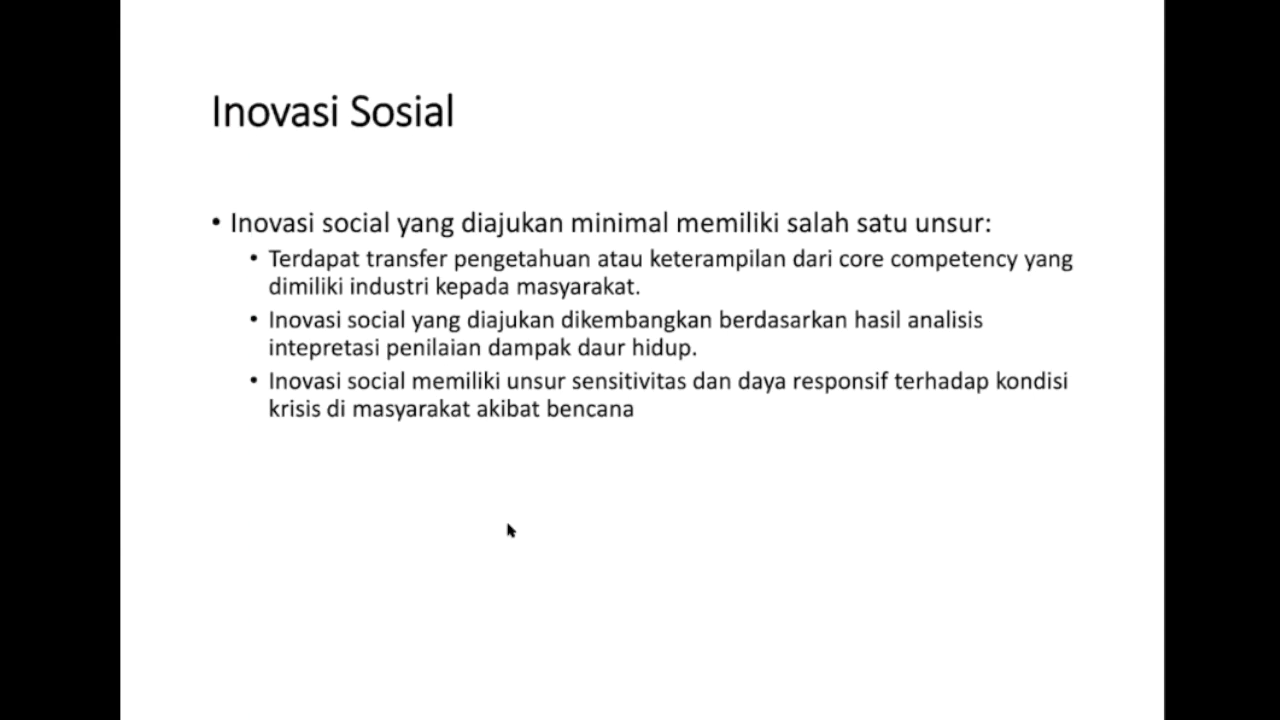 Inovasi Sosial
• Inovasi social yang diajukan minimal memiliki salah satu unsur:
• Terdapat transfer pengetahuan atau keterampilan dari core competency yang
dimiliki industri kepada masyarakat.
• Inovasi social yang diajukan dikembangkan berdasarkan hasil analisis
intepretasi penilaian dampak daur hidup.
• Inovasi social memiliki unsur sensitivitas dan daya responsif terhadap kondisi
krisis di masyarakat akibat bencana